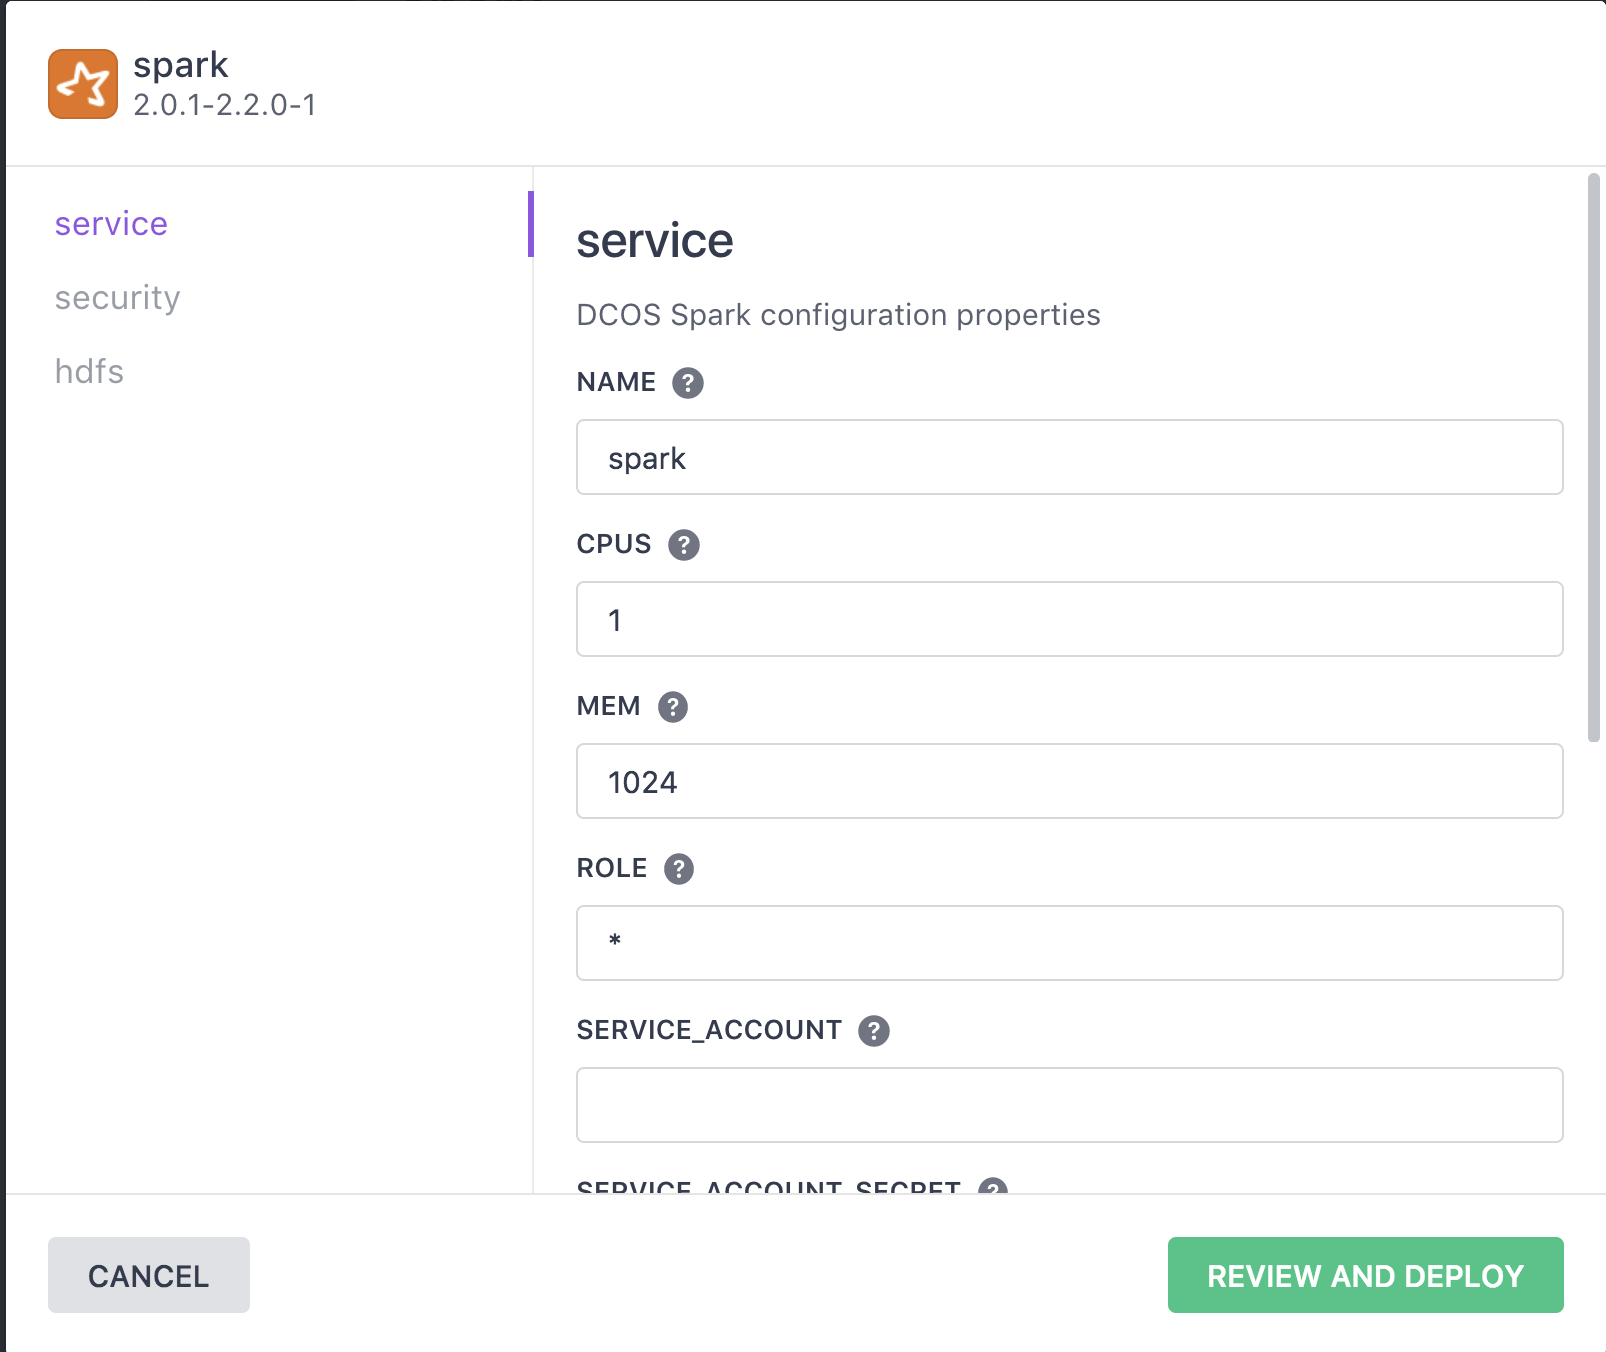 spark
2.0.1-2.2.0-1
service
security
hdfs
service
DCOS Spark configuration properties
NAME ?
spark
CPUS ?
1
MEM ?
1024
ROLE ?
*
SERVICE_ACCOUNT ?
SERVICE_ACCOUNT_SECRET ?
CANCEL
REVIEW AND DEPLOY